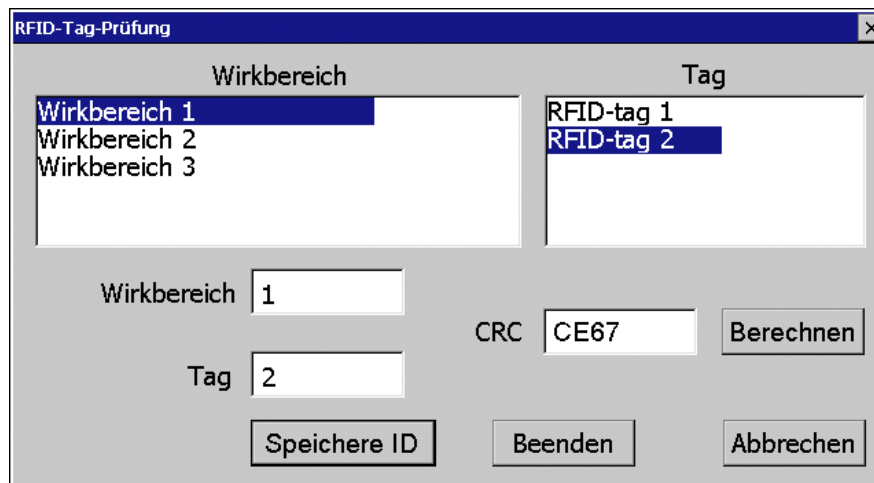 RFID-Tag-Prüfung
Wirkbereich
Tag
Wirkbereich 1
RFID-tag 1
Wirkbereich 2
RFID-tag 2
Wirkbereich 3
Wirkbereich 1
CRC CE67 Berechnen
Tag 2
Speichere ID Beenden Abbrechen